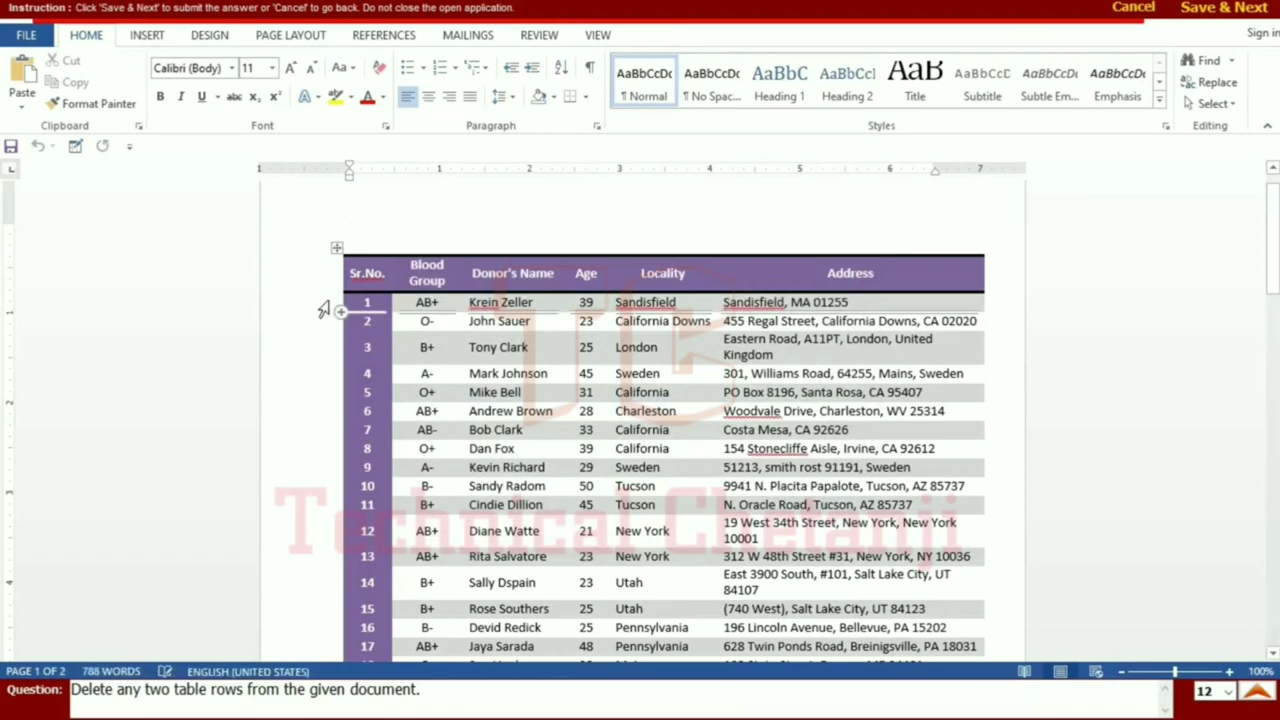 Instruction : Click 'Save & Next' to submit the answer or 'Cancel' to go back. Do not close the open application. Cancel Save & Next
FILE HOME INSERT DESIGN PAGE LAYOUT REFERENCES MAILINGS REVIEW VIEW Sign in
Paste Cut Copy Format Painter
Calibri (Body) 11
AaBbCcDc ¶ Normal AaBbCcDc ¶ No Spac... AaBbC Heading 1 AaBbCcI Heading 2 AaB Title AaBbCcD Subtitle AaBbCcDc Subtle Em... AaBbCcDc Emphasis
Find Replace Select
Clipboard Font Paragraph Styles Editing
1 1 2 3 4 5 6 7
Sr.No. Blood Group Donor's Name Age Locality Address
1 AB+ Krein Zeller 39 Sandisfield Sandisfield, MA 01255
2 O- John Sauer 23 California Downs 455 Regal Street, California Downs, CA 02020
3 B+ Tony Clark 25 London Eastern Road, A11PT, London, United
Kingdom
4 A- Mark Johnson 45 Sweden 301, Williams Road, 64255, Mains, Sweden
5 O+ Mike Bell 31 California PO Box 8196, Santa Rosa, CA 95407
6 AB+ Andrew Brown 28 Charleston Woodvale Drive, Charleston, WV 25314
7 AB- Bob Clark 33 California Costa Mesa, CA 92626
8 O+ Dan Fox 39 California 154 Stonecliffe Aisle, Irvine, CA 92612
9 A- Kevin Richard 29 Sweden 51213, smith rost 91191, Sweden
10 B- Sandy Radom 50 Tucson 9941 N. Placita Papalote, Tucson, AZ 85737
11 B+ Cindie Dillion 45 Tucson N. Oracle Road, Tucson, AZ 85737
12 AB+ Diane Watte 21 New York 19 West 34th Street, New York, New York
10001
13 AB+ Rita Salvatore 23 New York 312 W 48th Street #31, New York, NY 10036
14 B+ Sally Dspain 23 Utah East 3900 South, #101, Salt Lake City, UT
84107
15 B+ Rose Southers 25 Utah (740 West), Salt Lake City, UT 84123
16 B- Devid Redick 25 Pennsylvania 196 Lincoln Avenue, Bellevue, PA 15202
17 AB+ Jaya Sarada 48 Pennsylvania 628 Twin Ponds Road, Breinigsville, PA 18031
Technical Chetanji
PAGE 1 OF 2 788 WORDS ENGLISH (UNITED STATES) 100%
Question: Delete any two table rows from the given document. 12